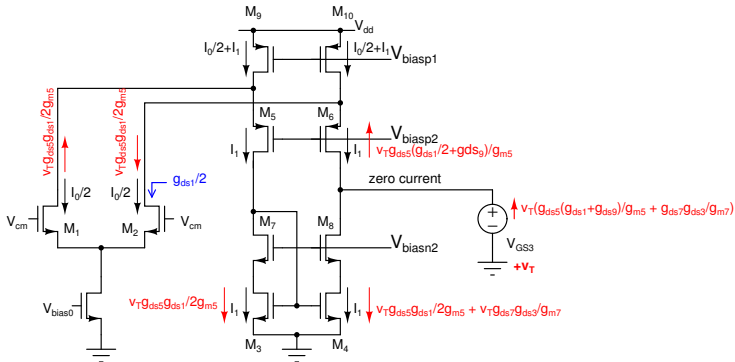 M9 M10
Vdd
I0/2+I1 I0/2+I1
Vbiasp1
vTgds5gds1/2gm5
vTgds5gds1/2gm5
M5 M6
Vbiasp2
I1 I1
vTgds5(gds1/2+gds9)/gm5
gds1/2
zero current
I0/2 I0/2
Vcm M1 M2 Vcm
vT(gds5(gds1+gds9)/gm5 + gds7gds3/gm7)
VGS3
+vT
M7 M8
Vbiasn2
Vbias0
vTgds5gds1/2gm5
I1 I1
vTgds5gds1/2gm5 + vTgds7gds3/gm7
M3 M4